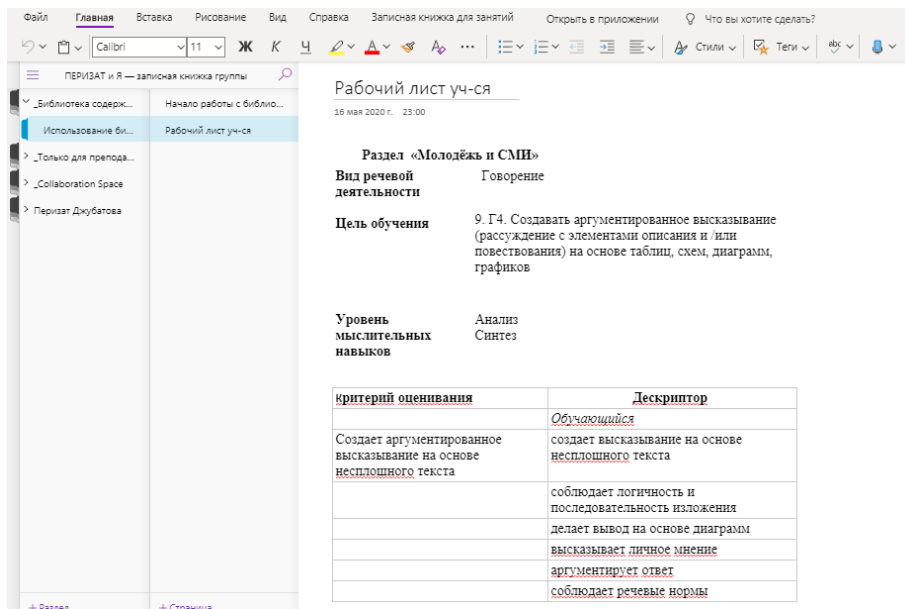 Файл Главная Вставка Рисование Вид Справка Записная книжка для занятий Открыть в приложении Что вы хотите сделать?
Calibri 11 Ж К Ч Стили Теги abc
ПЕРИЗАТ и Я — записная книжка группы
_Библиотека содерж...
Использование би...
_Только для препода...
_Collaboration Space
Перизат Джубатова
+ Раздел
Начало работы с библио...
Рабочий лист уч-ся
+ Страница
Рабочий лист уч-ся
16 мая 2020 г. 23:00
Раздел «Молодёжь и СМИ»
Вид речевой Говорение
деятельности
Цель обучения 9. Г4. Создавать аргументированное высказывание
(рассуждение с элементами описания и /или
повествования) на основе таблиц, схем, диаграмм,
графиков
Уровень Анализ
мыслительных Синтез
навыков
Критерий оценивания Дескриптор
Обучающийся
Создает аргументированное
высказывание на основе
несплошного текста
создает высказывание на основе
несплошного текста
соблюдает логичность и
последовательность изложения
делает вывод на основе диаграмм
высказывает личное мнение
аргументирует ответ
соблюдает речевые нормы